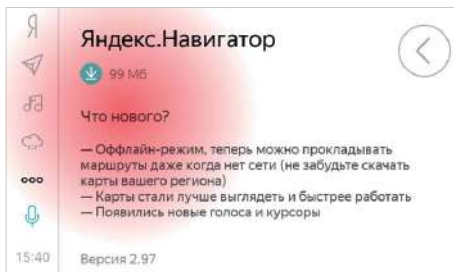 Я
Яндекс.Навигатор
99 Мб
Что нового?
— Оффлайн-режим, теперь можно прокладывать
маршруты даже когда нет сети (не забудьте скачать
карты вашего региона)
— Карты стали лучше выглядеть и быстрее работать
— Появились новые голоса и курсоры
15:40
Версия 2.97